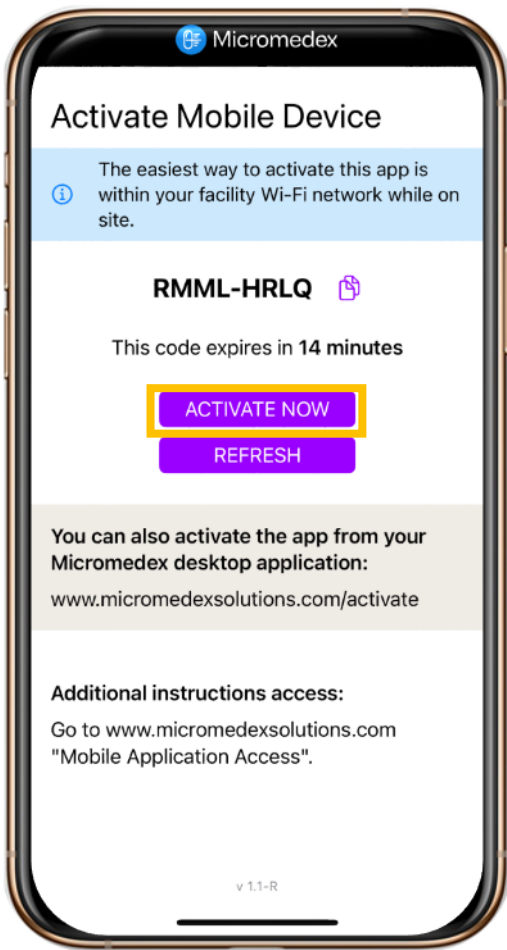 Micromedex
Activate Mobile Device
The easiest way to activate this app is
within your facility Wi-Fi network while on
site.
RMML-HRLQ
This code expires in 14 minutes
ACTIVATE NOW
REFRESH
You can also activate the app from your
Micromedex desktop application:
www.micromedexsolutions.com/activate
Additional instructions access:
Go to www.micromedexsolutions.com
"Mobile Application Access".
v 1.1-R